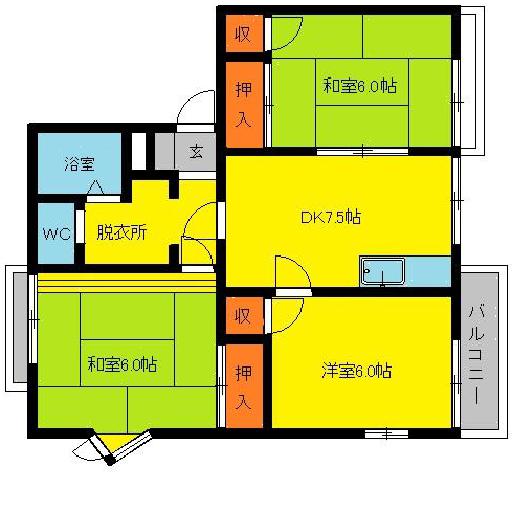 収
押入
和室6.0帖
玄
浴室
DK7.5帖
WC
脱衣所
収
バルコニー
和室6.0帖
押入
洋室6.0帖